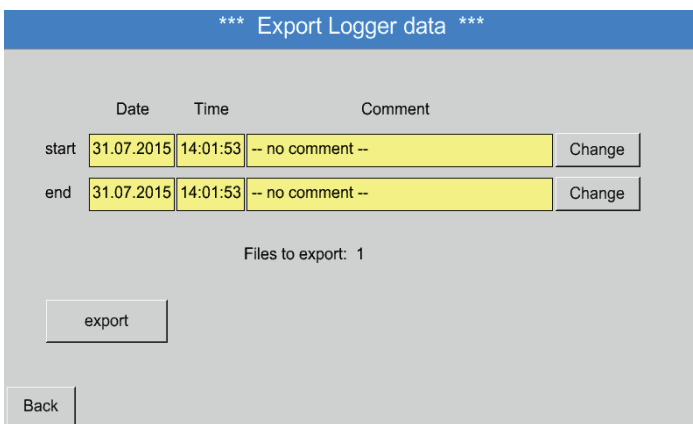 *** Export Logger data ***
Date Time Comment
start 31.07.2015 14:01:53 -- no comment -- Change
end 31.07.2015 14:01:53 -- no comment -- Change
Files to export: 1
export
Back